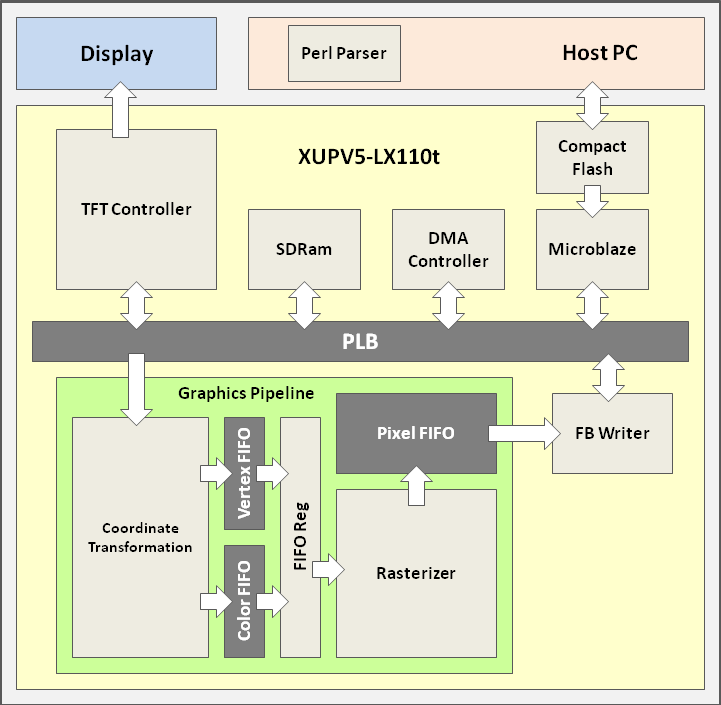 Display
Perl Parser
Host PC
XUPV5-LX110t
Compact
Flash
TFT Controller
SDRam
DMA
Controller
Microblaze
PLB
Graphics Pipeline
Coordinate
Transformation
Vertex FIFO
Color FIFO
FIFO Reg
Pixel FIFO
Rasterizer
FB Writer